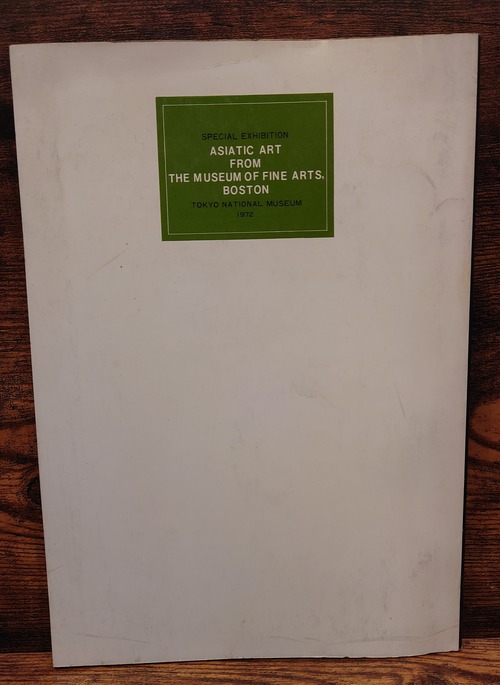 SPECIAL EXHIBITION
ASIATIC ART
FROM
THE MUSEUM OF FINE ARTS,
BOSTON
TOKYO NATIONAL MUSEUM
1972